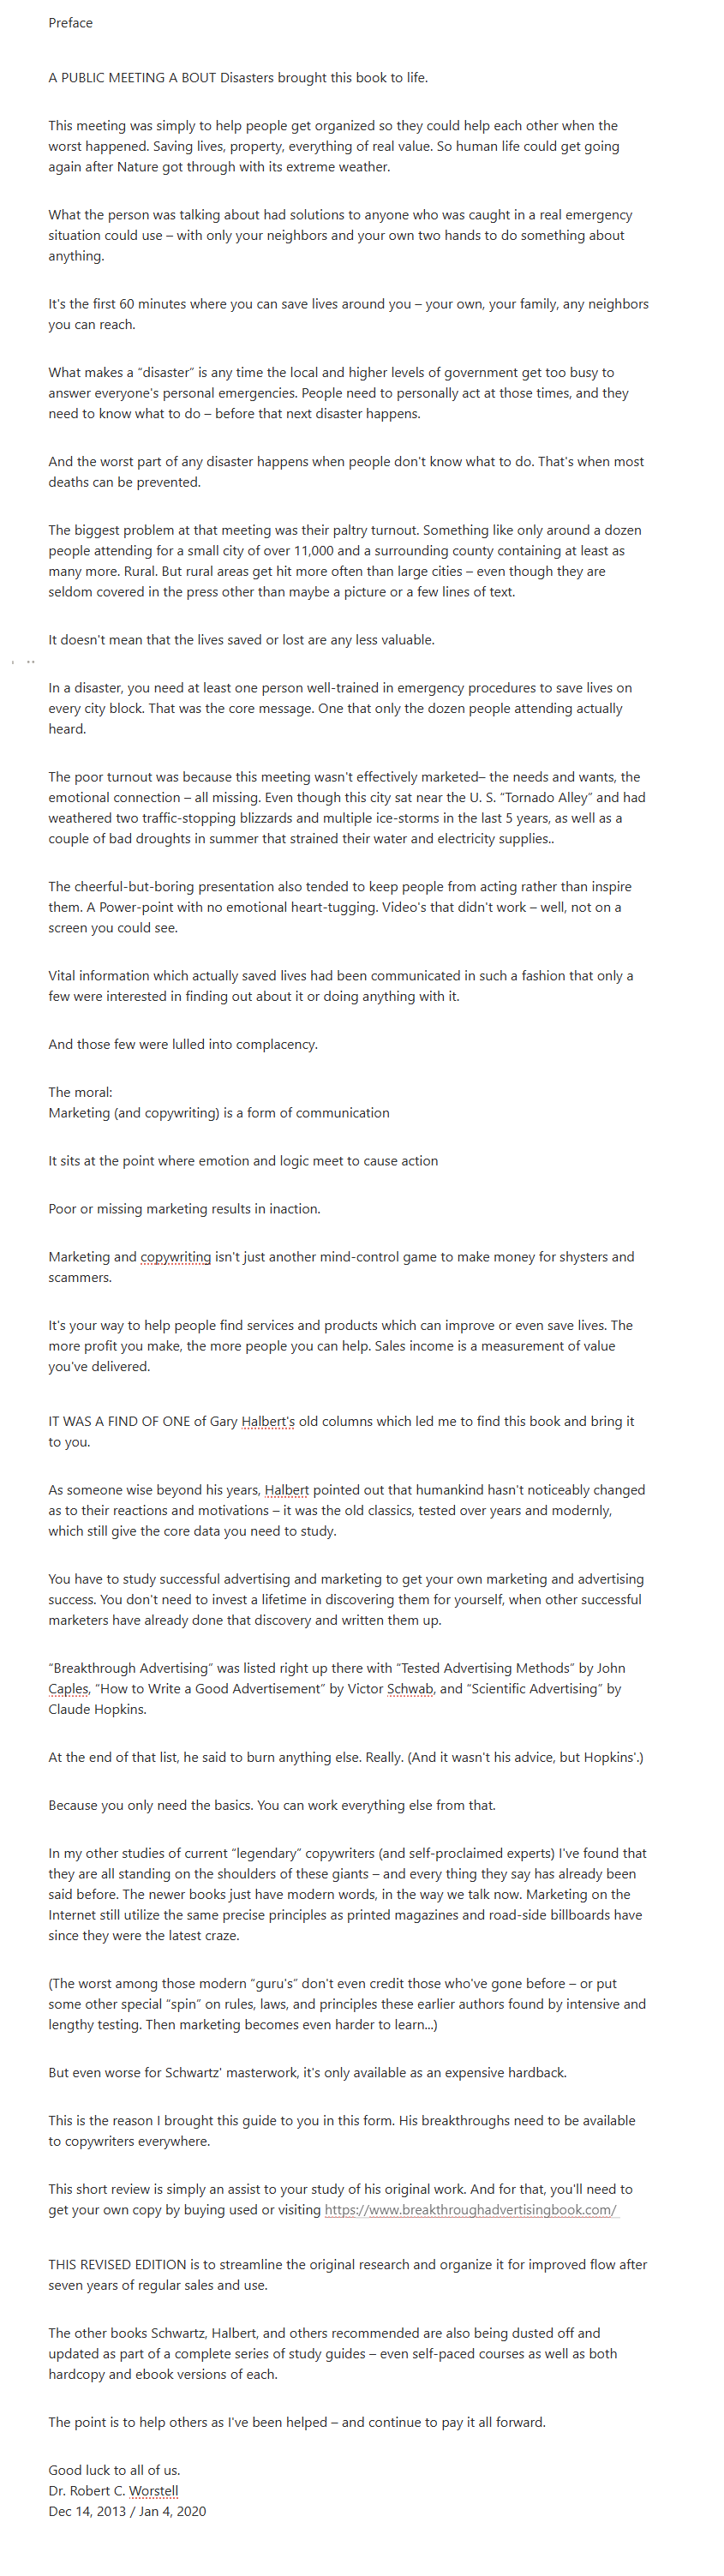 Preface
A PUBLIC MEETING A BOUT Disasters brought this book to life.
This meeting was simply to help people get organized so they could help each other when the
worst happened. Saving lives, property, everything of real value. So human life could get going
again after Nature got through with its extreme weather.
What the person was talking about had solutions to anyone who was caught in a real emergency
situation could use – with only your neighbors and your own two hands to do something about
anything.
It's the first 60 minutes where you can save lives around you – your own, your family, any neighbors
you can reach.
What makes a “disaster” is any time the local and higher levels of government get too busy to
answer everyone's personal emergencies. People need to personally act at those times, and they
need to know what to do – before that next disaster happens.
And the worst part of any disaster happens when people don't know what to do. That's when most
deaths can be prevented.
The biggest problem at that meeting was their paltry turnout. Something like only around a dozen
people attending for a small city of over 11,000 and a surrounding county containing at least as
many more. Rural. But rural areas get hit more often than large cities – even though they are
seldom covered in the press other than maybe a picture or a few lines of text.
It doesn't mean that the lives saved or lost are any less valuable.
In a disaster, you need at least one person well-trained in emergency procedures to save lives on
every city block. That was the core message. One that only the dozen people attending actually
heard.
The poor turnout was because this meeting wasn't effectively marketed– the needs and wants, the
emotional connection – all missing. Even though this city sat near the U. S. “Tornado Alley” and had
weathered two traffic-stopping blizzards and multiple ice-storms in the last 5 years, as well as a
couple of bad droughts in summer that strained their water and electricity supplies..
The cheerful-but-boring presentation also tended to keep people from acting rather than inspire
them. A Power-point with no emotional heart-tugging. Video's that didn't work – well, not on a
screen you could see.
Vital information which actually saved lives had been communicated in such a fashion that only a
few were interested in finding out about it or doing anything with it.
And those few were lulled into complacency.
The moral:
Marketing (and copywriting) is a form of communication
It sits at the point where emotion and logic meet to cause action
Poor or missing marketing results in inaction.
Marketing and copywriting isn't just another mind-control game to make money for shysters and
scammers.
It's your way to help people find services and products which can improve or even save lives. The
more profit you make, the more people you can help. Sales income is a measurement of value
you've delivered.
IT WAS A FIND OF ONE of Gary Halbert's old columns which led me to find this book and bring it
to you.
As someone wise beyond his years, Halbert pointed out that humankind hasn't noticeably changed
as to their reactions and motivations – it was the old classics, tested over years and modernly,
which still give the core data you need to study.
You have to study successful advertising and marketing to get your own marketing and advertising
success. You don't need to invest a lifetime in discovering them for yourself, when other successful
marketers have already done that discovery and written them up.
“Breakthrough Advertising” was listed right up there with “Tested Advertising Methods” by John
Caples, “How to Write a Good Advertisement” by Victor Schwab, and “Scientific Advertising” by
Claude Hopkins.
At the end of that list, he said to burn anything else. Really. (And it wasn't his advice, but Hopkins'.)
Because you only need the basics. You can work everything else from that.
In my other studies of current “legendary” copywriters (and self-proclaimed experts) I've found that
they are all standing on the shoulders of these giants – and every thing they say has already been
said before. The newer books just have modern words, in the way we talk now. Marketing on the
Internet still utilize the same precise principles as printed magazines and road-side billboards have
since they were the latest craze.
(The worst among those modern “guru's” don't even credit those who've gone before – or put
some other special “spin” on rules, laws, and principles these earlier authors found by intensive and
lengthy testing. Then marketing becomes even harder to learn...)
But even worse for Schwartz' masterwork, it's only available as an expensive hardback.
This is the reason I brought this guide to you in this form. His breakthroughs need to be available
to copywriters everywhere.
This short review is simply an assist to your study of his original work. And for that, you'll need to
get your own copy by buying used or visiting https://www.breakthroughadvertisingbook.com/
THIS REVISED EDITION is to streamline the original research and organize it for improved flow after
seven years of regular sales and use.
The other books Schwartz, Halbert, and others recommended are also being dusted off and
updated as part of a complete series of study guides – even self-paced courses as well as both
hardcopy and ebook versions of each.
The point is to help others as I've been helped – and continue to pay it all forward.
Good luck to all of us.
Dr. Robert C. Worstell
Dec 14, 2013 / Jan 4, 2020